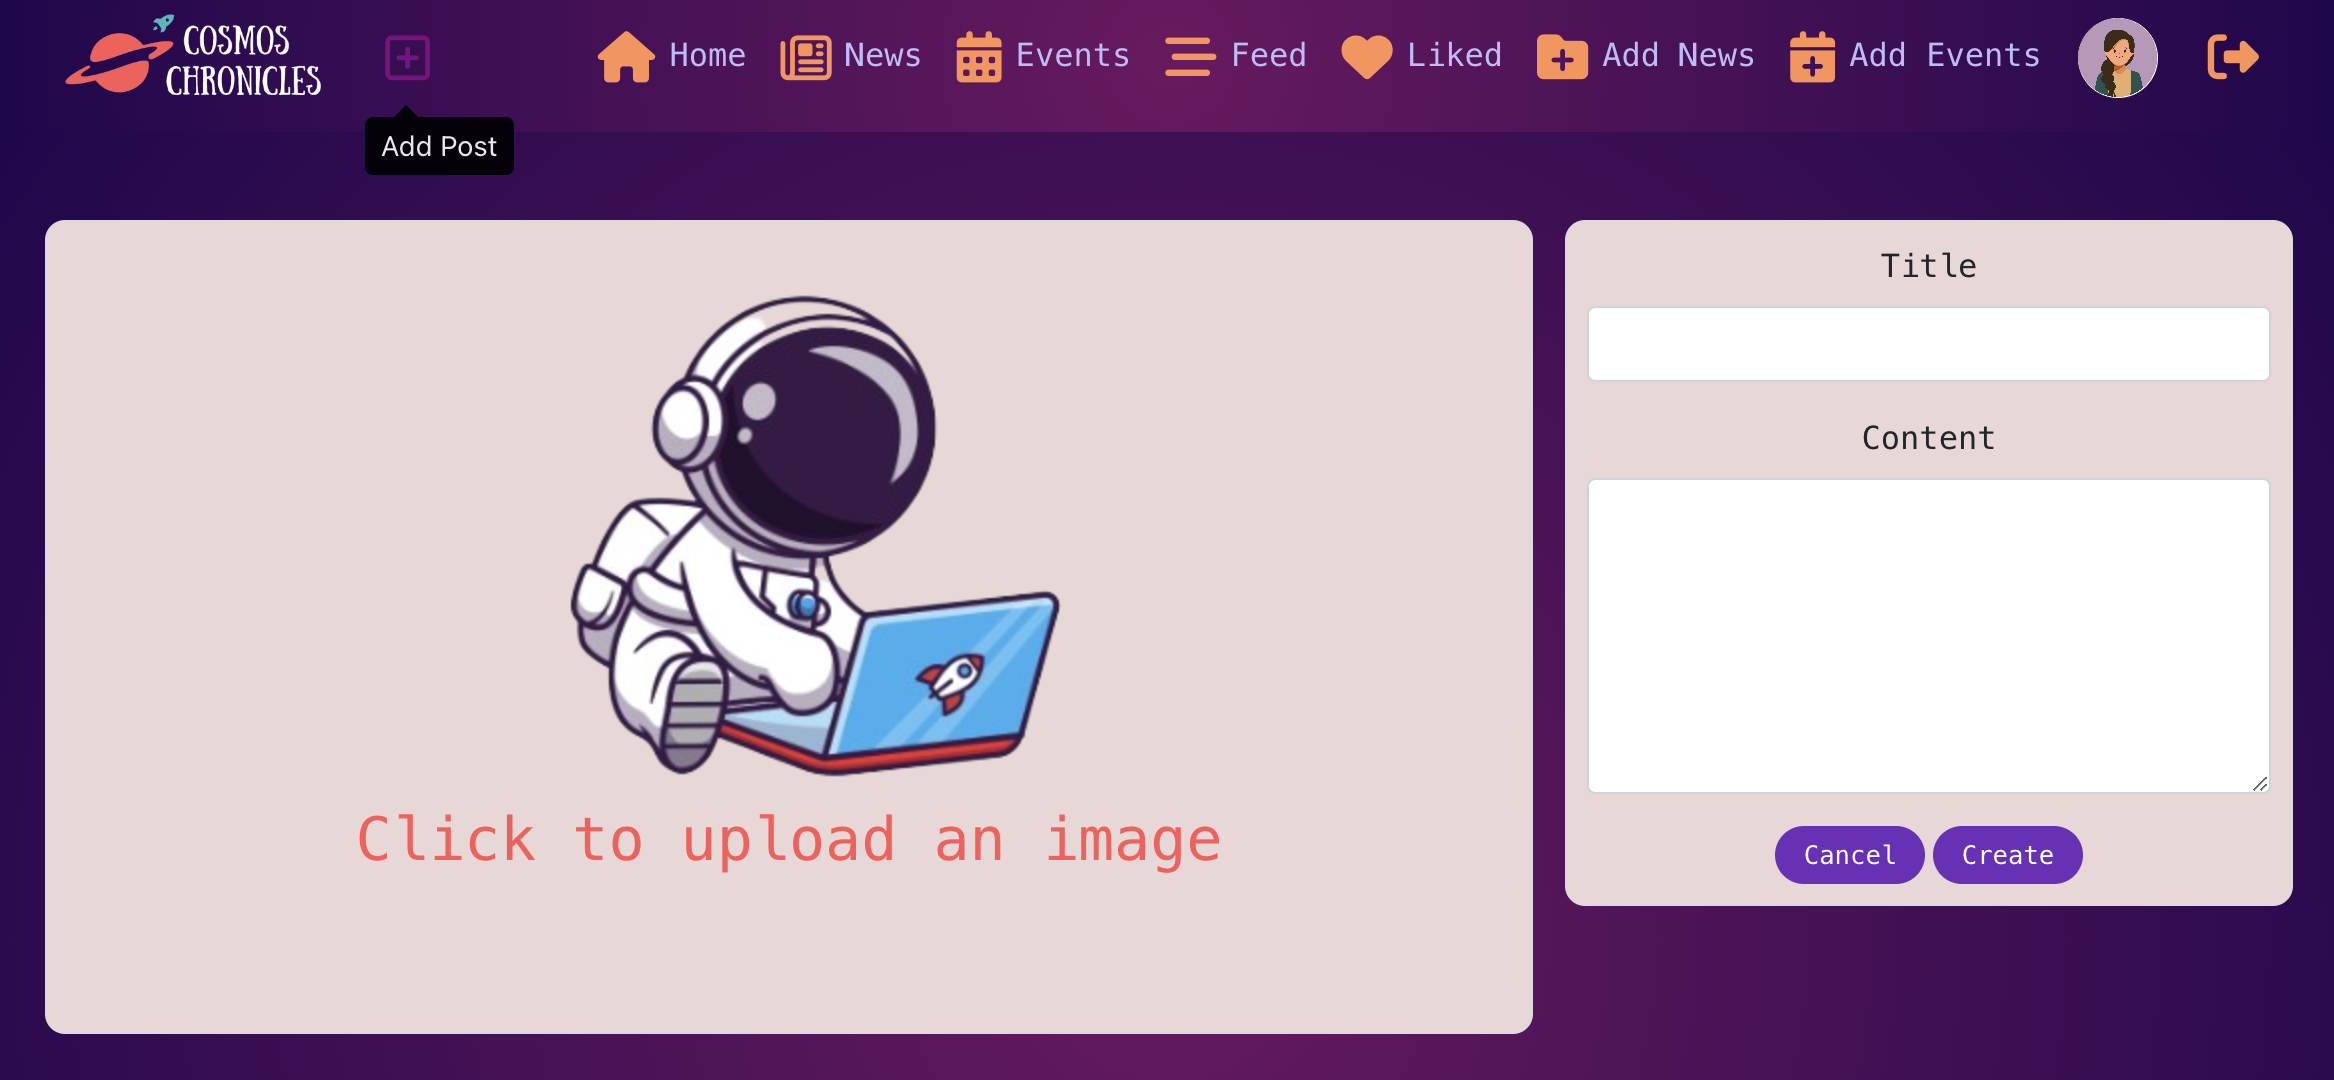 COSMOS
CHRONICLES
Home
News
Events
Feed
Liked
Add News
Add Events
Add Post
Click to upload an image
Title
Content
Cancel
Create